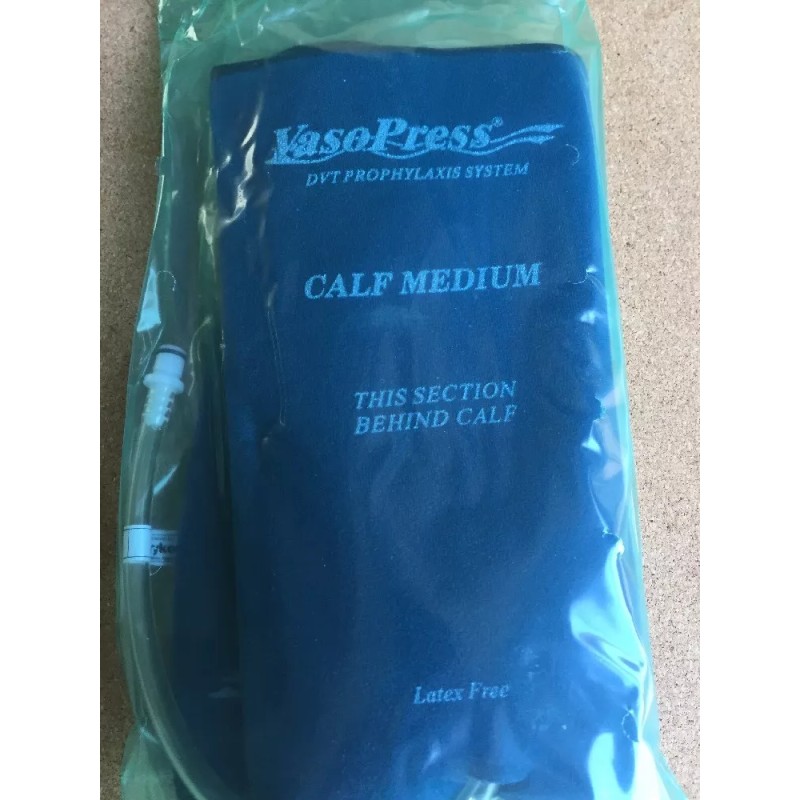 VasoPress®
DVT PROPHYLAXIS SYSTEM
CALF MEDIUM
THIS SECTION
BEHIND CALF
Latex Free